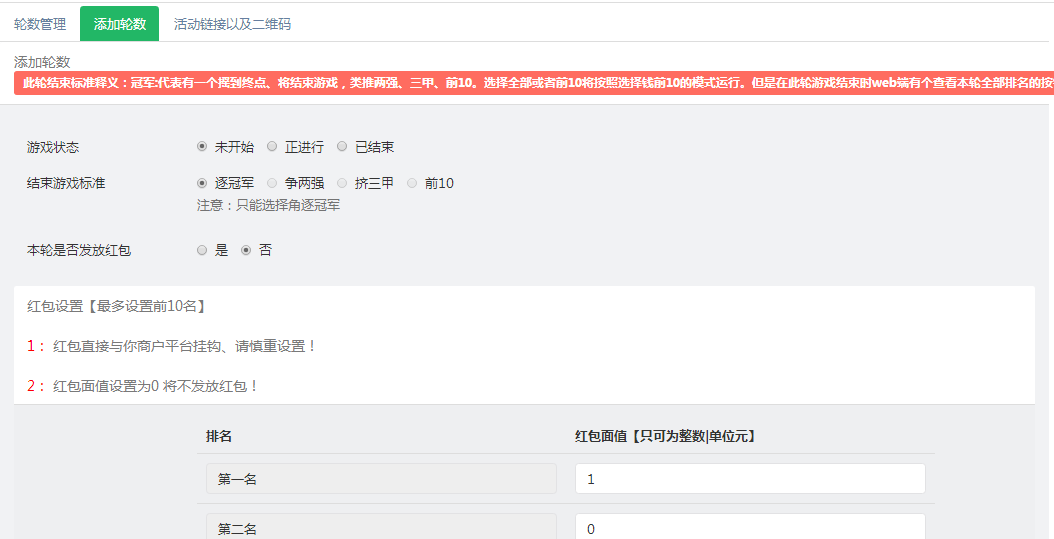 轮数管理 添加轮数 活动链接以及二维码
添加轮数
此轮结束标准释义：冠军:代表有一个摇到终点、将结束游戏，类推两强、三甲、前10。选择全部或者前10将按照选择钱前10的模式运行。但是在此轮游戏结束时web端有个查看本轮全部排名的按
游戏状态 未开始 正进行 已结束
结束游戏标准 逐冠军 争两强 挤三甲 前10
注意：只能选择角逐冠军
本轮是否发放红包 是 否
红包设置【最多设置前10名】
1： 红包直接与你商户平台挂钩、请慎重设置！
2： 红包面值设置为0 将不发放红包！
排名 红包面值【只可为整数|单位元】
第一名 1
第二名 0